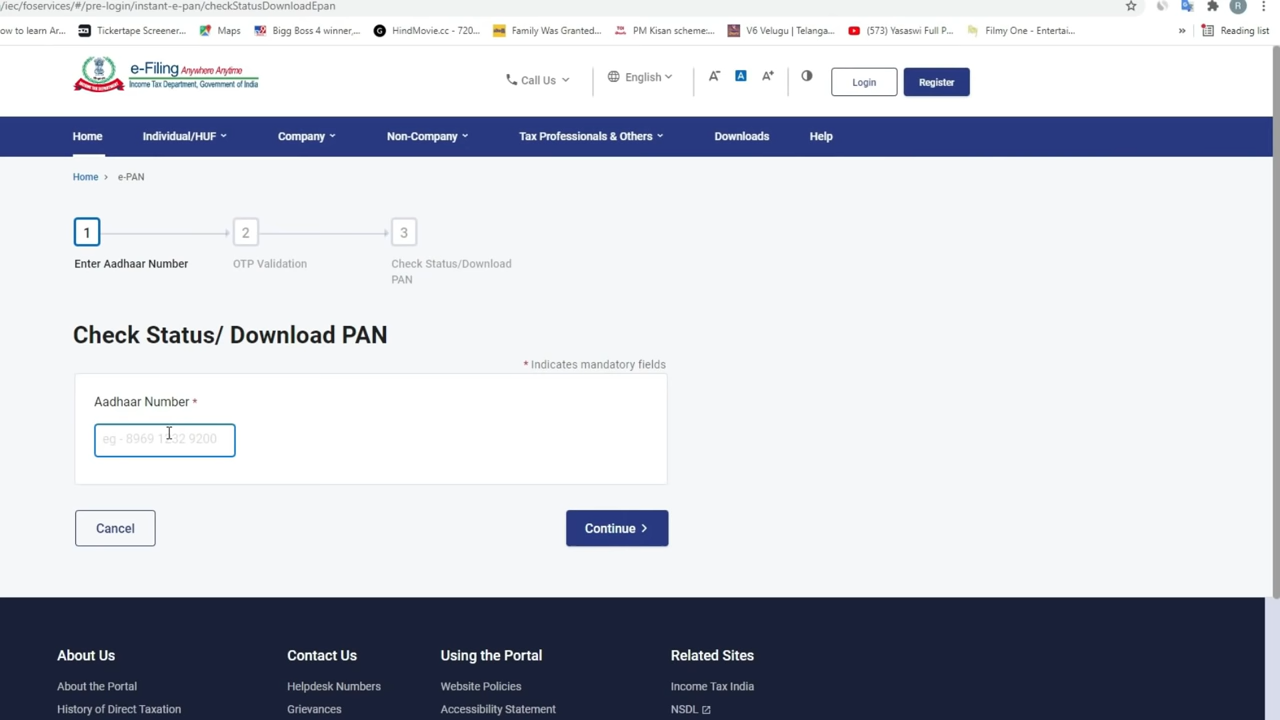 /iec/foservices/#/pre-login/instant-e-pan/checkStatusDownloadEpan
R
ow to learn Ar... Tickertape Screener... Maps Bigg Boss 4 winner,... HindMovie.cc - 720... Family Was Granted... PM Kisan scheme:... V6 Velugu | Telanga... (573) Yasaswi Full P... Filmy One - Entertai... » Reading list
e-Filing Anywhere Anytime
Income Tax Department, Government of India
Call Us English A- A A+ Login Register
Home Individual/HUF Company Non-Company Tax Professionals & Others Downloads Help
Home > e-PAN
1 2 3
Enter Aadhaar Number OTP Validation Check Status/Download
PAN
Check Status/ Download PAN
* Indicates mandatory fields
Aadhaar Number *
eg - 8969 1232 9200
Cancel Continue >
About Us Contact Us Using the Portal Related Sites
About the Portal Helpdesk Numbers Website Policies Income Tax India
History of Direct Taxation Grievances Accessibility Statement NSDL